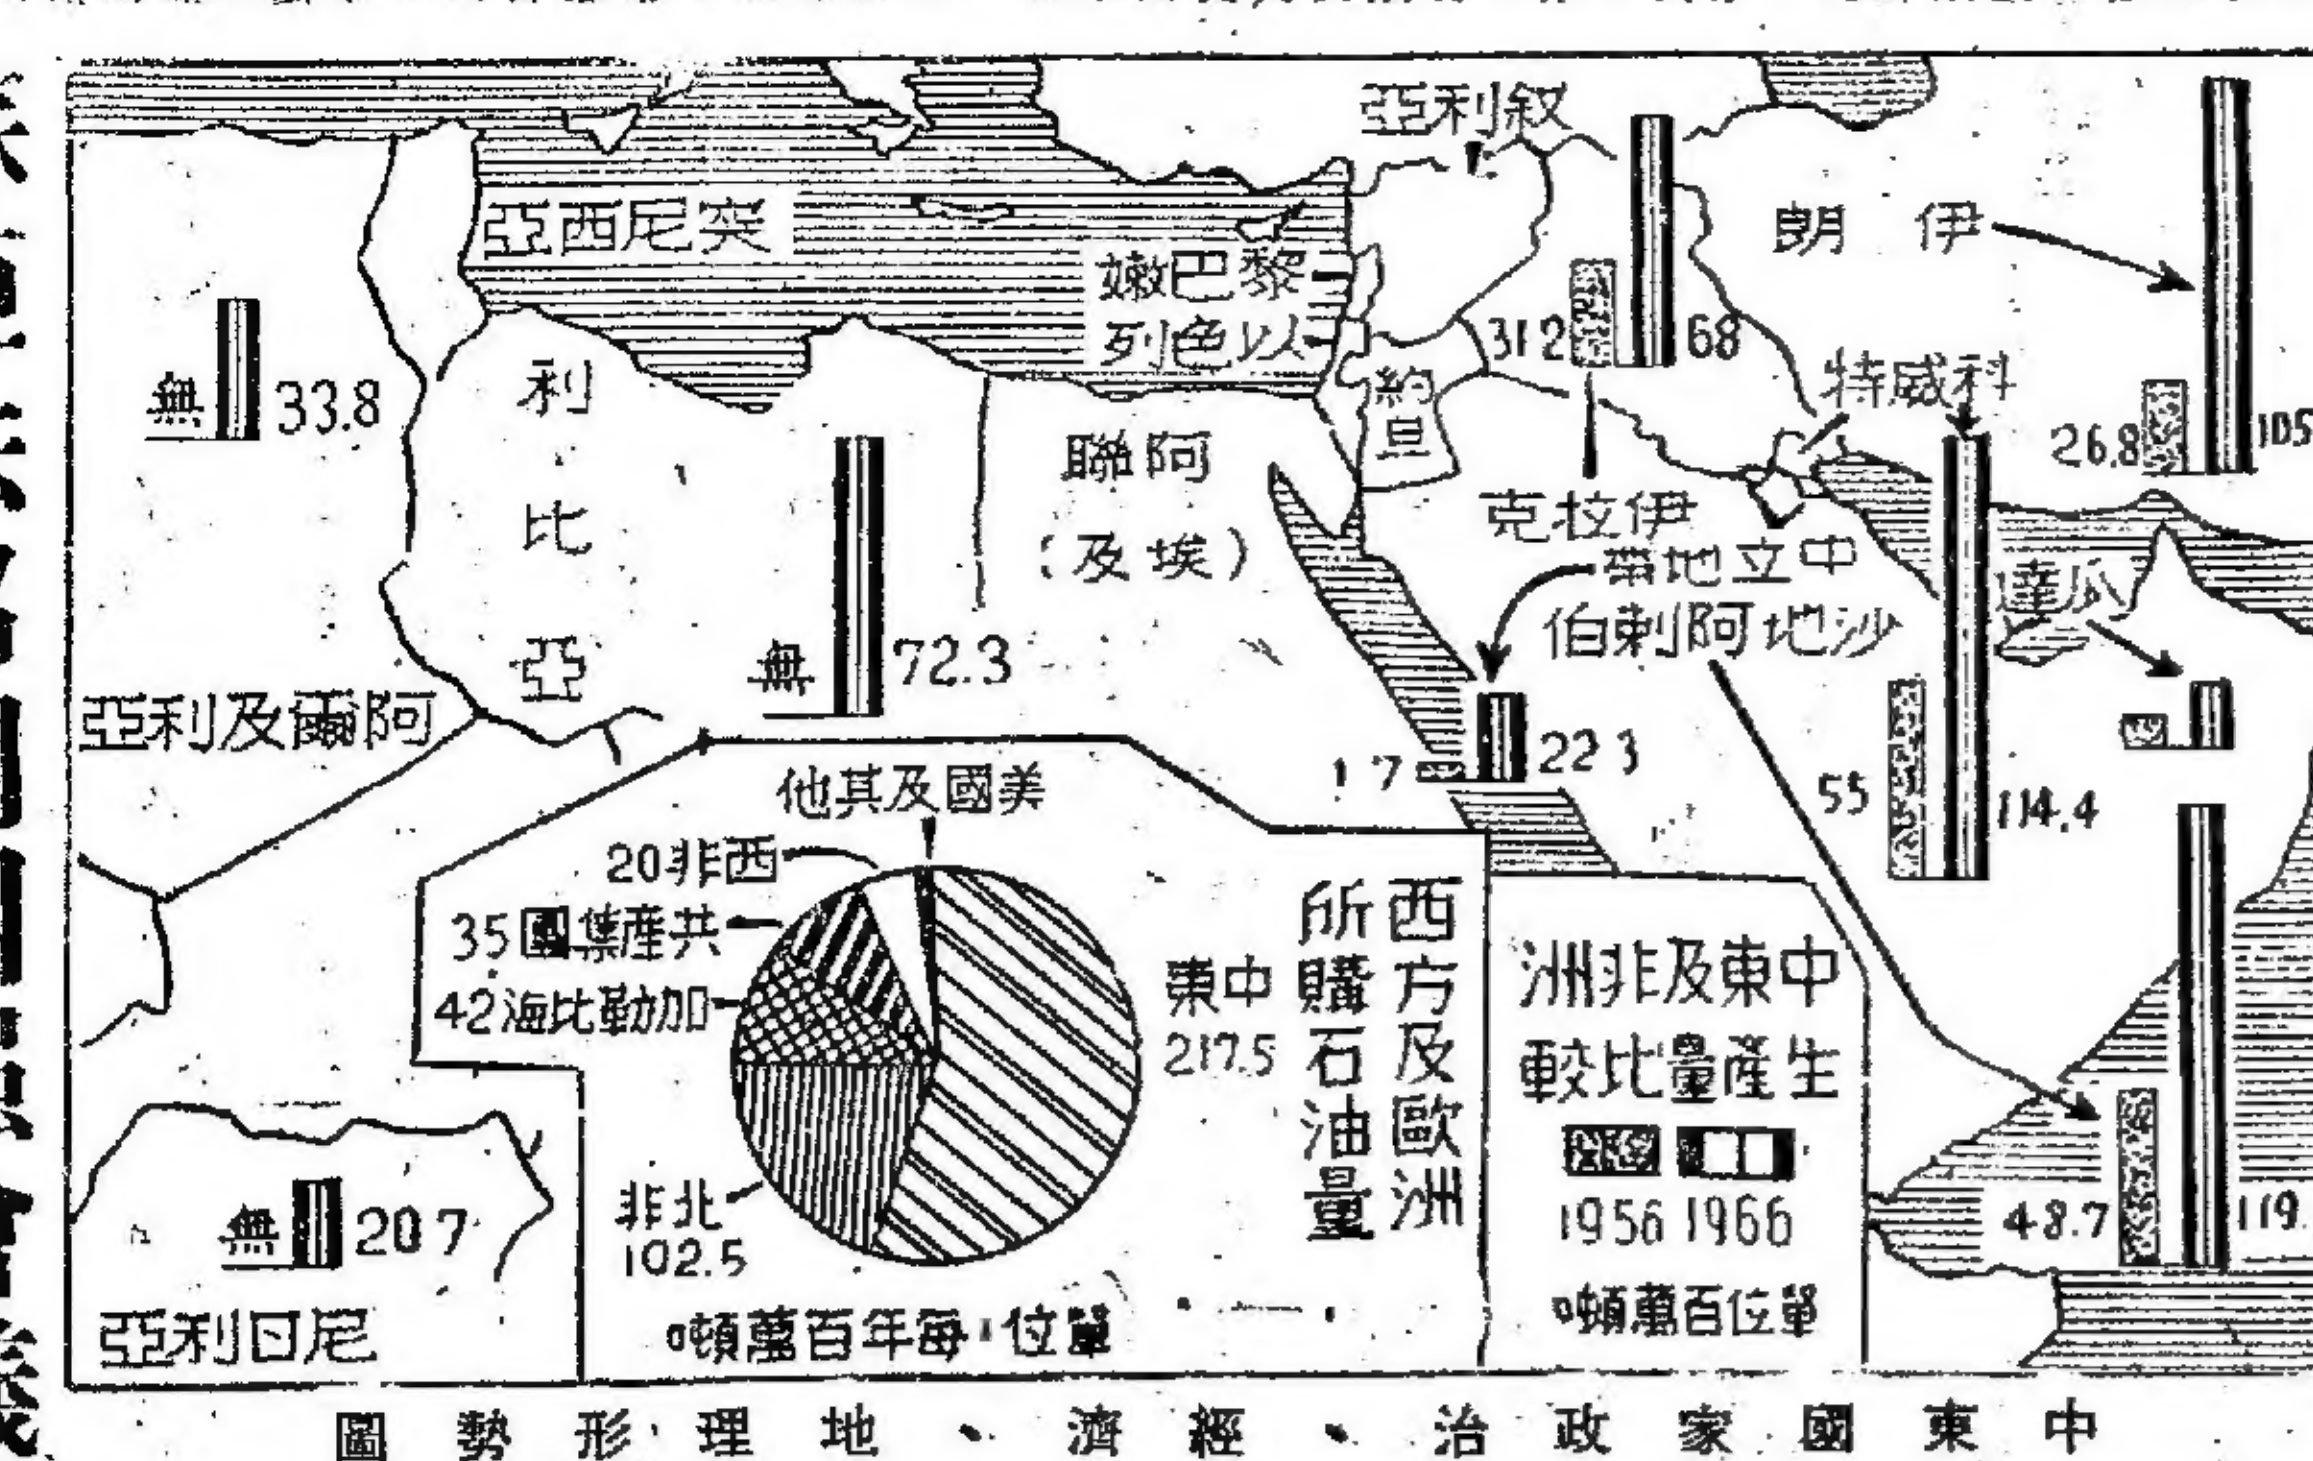 叙利亞
312
68
伊朗
26.8
105
突尼西亞
黎巴嫩
以色列
約旦
科威特
無 33.8
利比亞
阿聯
(埃及)
伊拉克
中立地帶
沙地阿剌伯
瓜達
無 72.3
阿爾及利亞
1 7
22 3
55
114.4
美國及其他
西非20
共產集團35
加勒比海42
中東
217.5
西方及歐洲
所購石油量
北非
102.5
單位 每年百萬噸
中東及非洲
生產量比較
1956 1966
單位百萬噸
48.7
119.
無 20 7
尼日利亞
中東國家政治、經濟、地理形勢圖